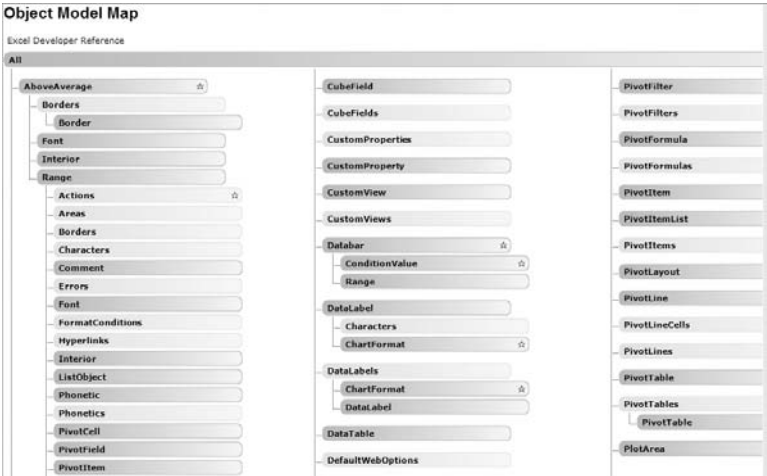 Object Model Map
Excel Developer Reference
All
AboveAverage
Borders
Border
Font
Interior
Range
Actions
Areas
Borders
Characters
Comment
Errors
Font
FormatConditions
Hyperlinks
Interior
ListObject
Phonetic
Phonetics
PivotCell
PivotField
PivotItem
CubeField
CubeFields
CustomProperties
CustomProperty
CustomView
CustomViews
Databar
ConditionValue
Range
DataLabel
Characters
ChartFormat
DataLabels
ChartFormat
DataLabel
DataTable
DefaultWebOptions
PivotFilter
PivotFilters
PivotFormula
PivotFormulas
PivotItem
PivotItemList
PivotItems
PivotLayout
PivotLine
PivotLineCells
PivotLines
PivotTable
PivotTables
PivotTable
PlotArea